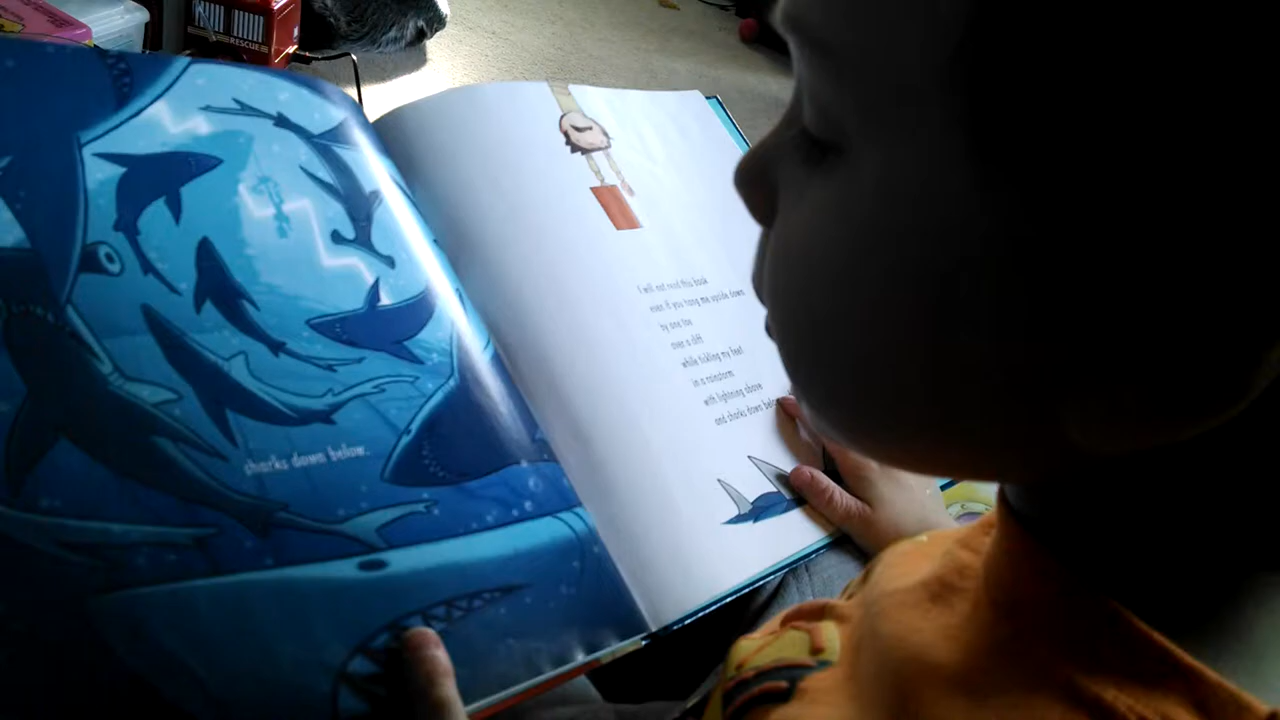 RESCUE
sharks down below.
I will not read this book
even if you hang me upside down
by one toe
over a cliff
while tickling my feet
in a rainstorm
with lightning above
and sharks down below